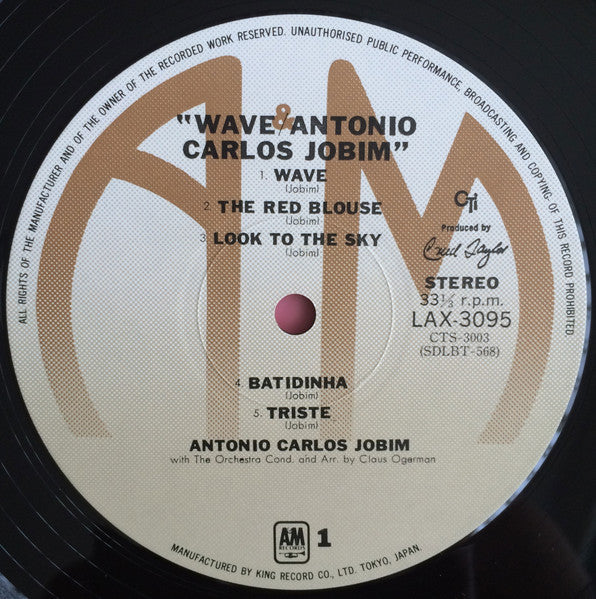 ALL RIGHTS OF THE MANUFACTURER AND OF THE OWNER OF THE RECORDED WORK RESERVED. UNAUTHORISED PUBLIC PERFORMANCE, BROADCASTING AND COPYING OF THIS RECORD PROHIBITED.
A&M
"WAVE/ANTONIO
CARLOS JOBIM"
1. WAVE
(Jobim)
2. THE RED BLOUSE
(Jobim)
3. LOOK TO THE SKY
(Jobim)
CTi
Produced by
Creed Taylor
STEREO
33⅓ r.p.m.
LAX-3095
CTS-3003
(SDLBT-568)
4. BATIDINHA
(Jobim)
5. TRISTE
(Jobim)
ANTONIO CARLOS JOBIM
with The Orchestra Cond. and Arr. by Claus Ogerman
A&M
RECORDS
1
MANUFACTURED BY KING RECORD CO., LTD. TOKYO, JAPAN.